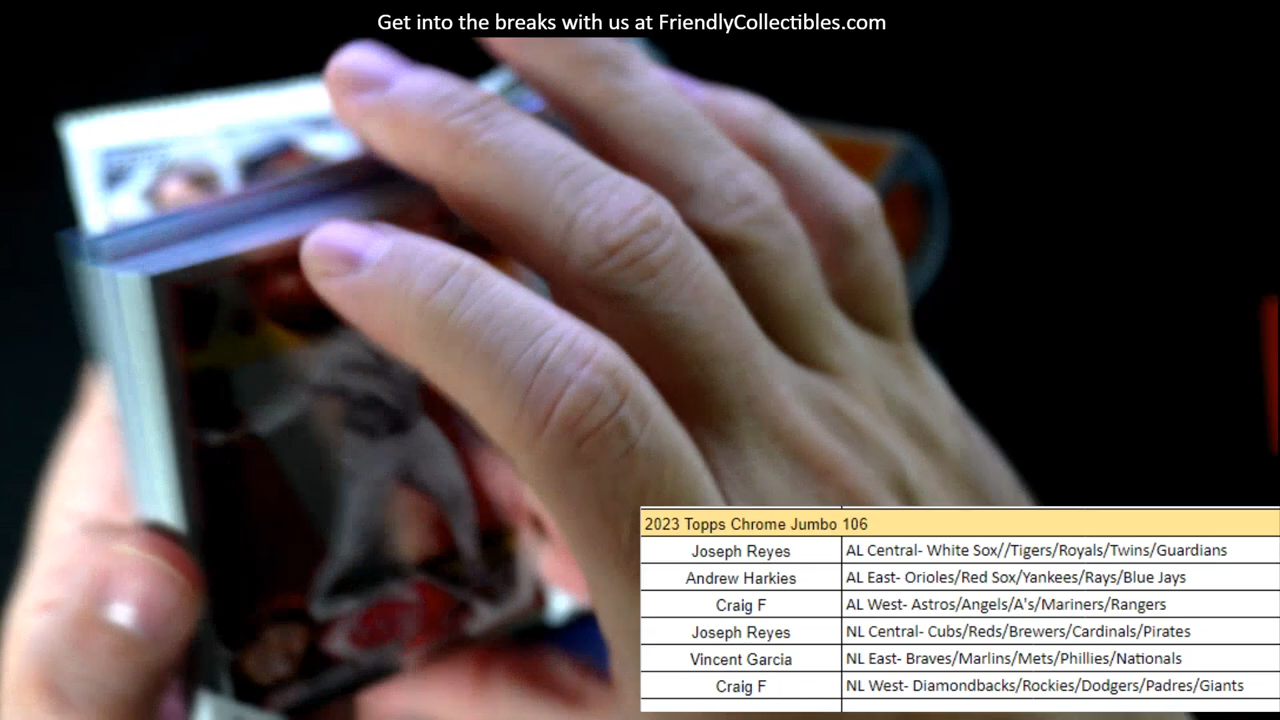 Get into the breaks with us at FriendlyCollectibles.com
2023 Topps Chrome Jumbo 106
Joseph Reyes AL Central- White Sox//Tigers/Royals/Twins/Guardians
Andrew Harkies AL East- Orioles/Red Sox/Yankees/Rays/Blue Jays
Craig F AL West- Astros/Angels/A's/Mariners/Rangers
Joseph Reyes NL Central- Cubs/Reds/Brewers/Cardinals/Pirates
Vincent Garcia NL East- Braves/Marlins/Mets/Phillies/Nationals
Craig F NL West- Diamondbacks/Rockies/Dodgers/Padres/Giants